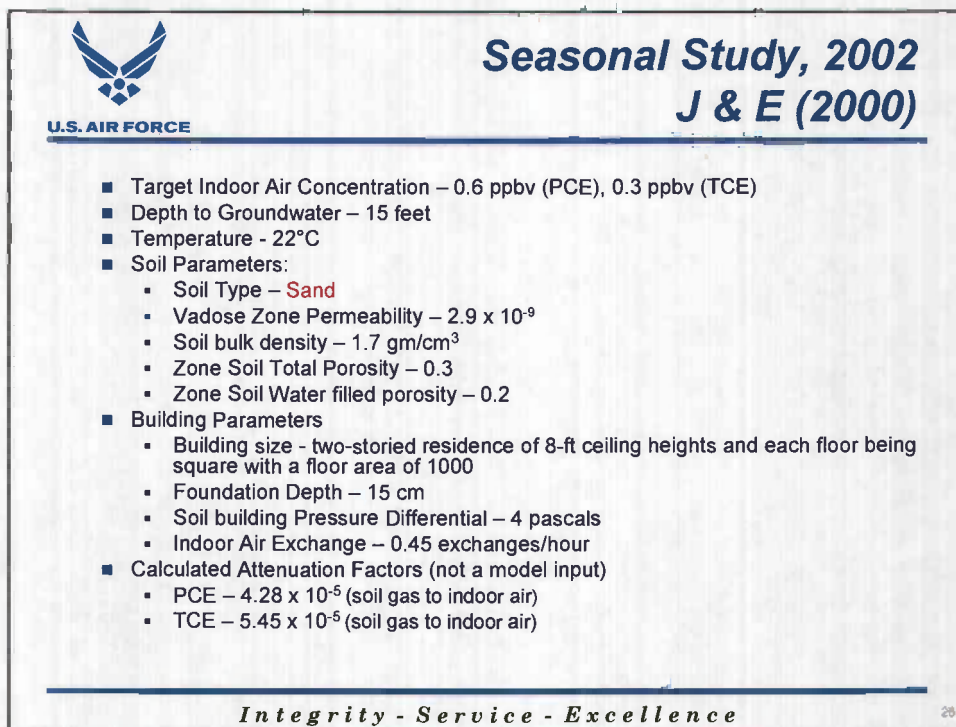 Seasonal Study, 2002
J & E (2000)
U.S. AIR FORCE
■ Target Indoor Air Concentration – 0.6 ppbv (PCE), 0.3 ppbv (TCE)
■ Depth to Groundwater – 15 feet
■ Temperature - 22°C
■ Soil Parameters:
▪ Soil Type – Sand
▪ Vadose Zone Permeability – 2.9 x 10⁻⁹
▪ Soil bulk density – 1.7 gm/cm³
▪ Zone Soil Total Porosity – 0.3
▪ Zone Soil Water filled porosity – 0.2
■ Building Parameters
▪ Building size - two-storied residence of 8-ft ceiling heights and each floor being
square with a floor area of 1000
▪ Foundation Depth – 15 cm
▪ Soil building Pressure Differential – 4 pascals
▪ Indoor Air Exchange – 0.45 exchanges/hour
■ Calculated Attenuation Factors (not a model input)
▪ PCE – 4.28 x 10⁻⁵ (soil gas to indoor air)
▪ TCE – 5.45 x 10⁻⁵ (soil gas to indoor air)
Integrity - Service - Excellence